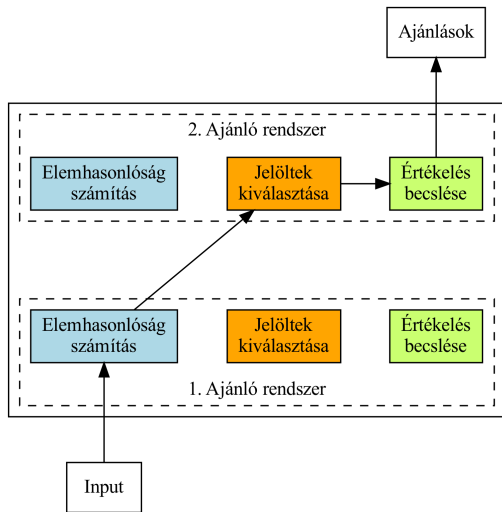 Ajánlások
2. Ajánló rendszer
Elemhasonlóság
számítás
Jelöltek
kiválasztása
Értékelés
becslése
Elemhasonlóság
számítás
Jelöltek
kiválasztása
Értékelés
becslése
1. Ajánló rendszer
Input